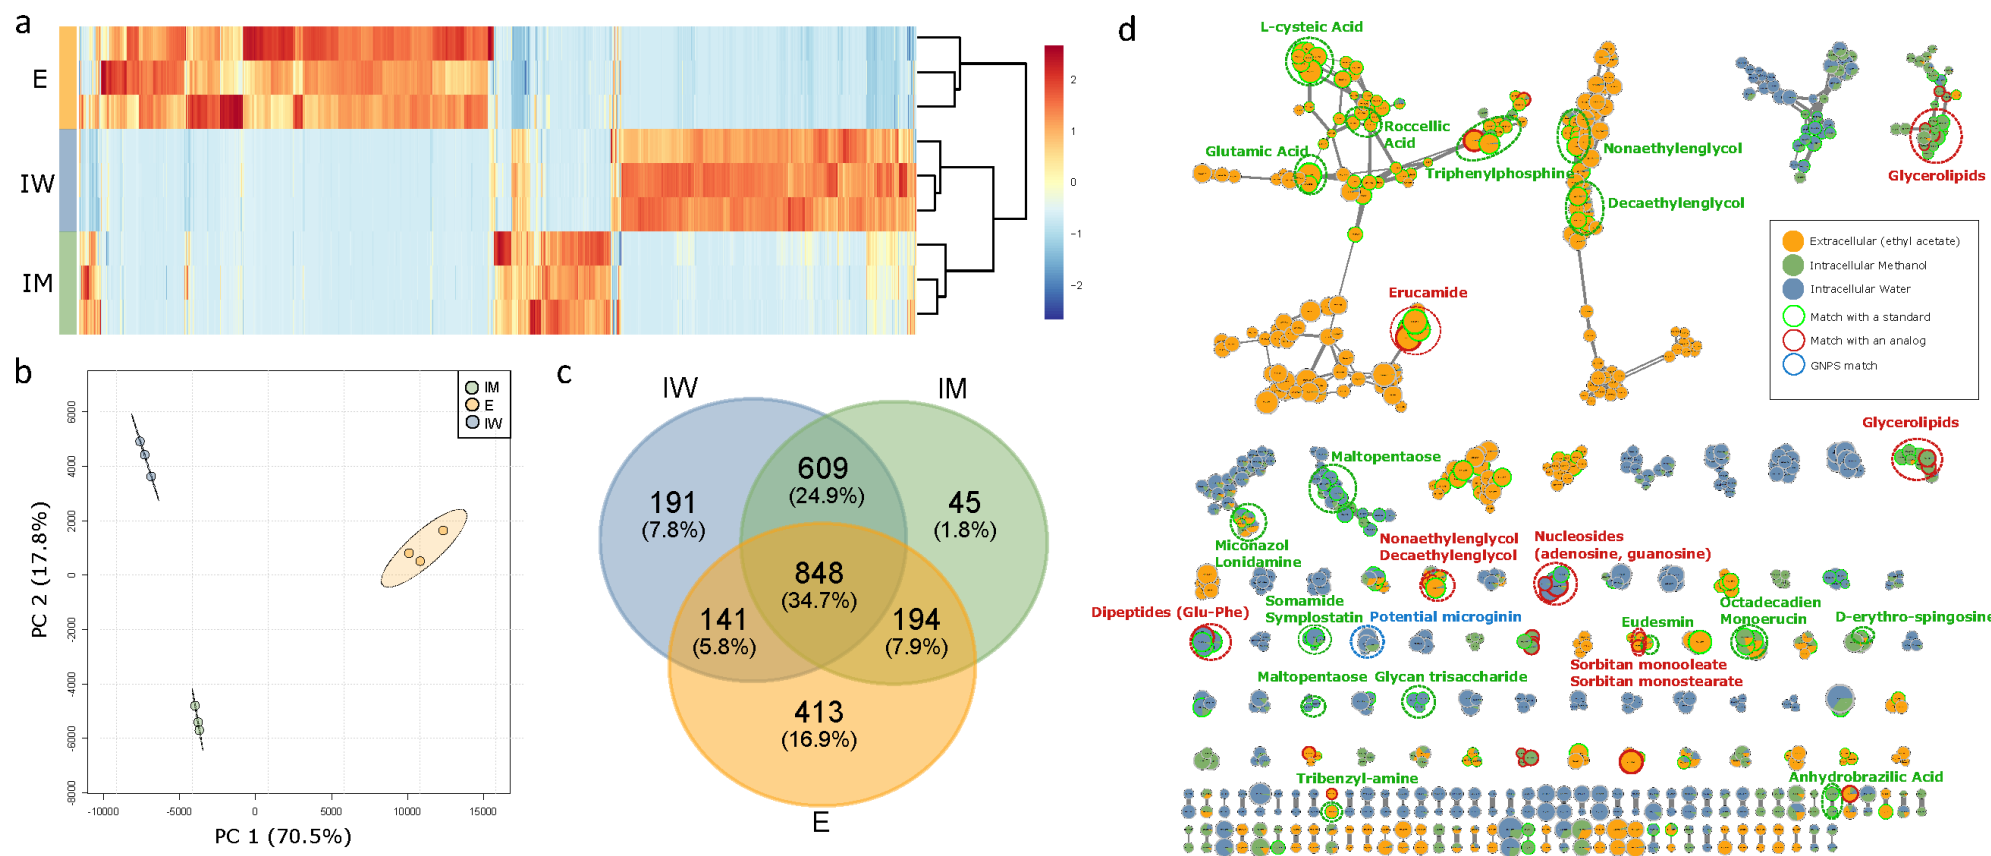 a
E
IW
IM
2
1
0
−1
−2
b
IM
E
IW
6000
4000
2000
0
-2000
-4000
-6000
-8000
-10000
-5000
0
5000
10000
15000
PC 2 (17.8%)
PC 1 (70.5%)
c
IW
IM
609
(24.9%)
191
(7.8%)
45
(1.8%)
848
(34.7%)
141
(5.8%)
194
(7.9%)
413
(16.9%)
E
d
L-cysteic Acid
Roccellic
Acid
Glutamic Acid
Triphenylphosphine
Nonaethylenglycol
Decaethylenglycol
Glycerolipids
Erucamide
Extracellular (ethyl acetate)
Intracellular Methanol
Intracellular Water
Match with a standard
Match with an analog
GNPS match
Glycerolipids
Maltopentaose
Miconazol
Lonidamine
Nonaethylenglycol
Decaethylenglycol
Nucleosides
(adenosine, guanosine)
Dipeptides (Glu-Phe)
Somamide
Symplostatin
Potential microginin
Eudesmin
Octadecadien
Monoerucin
D-erythro-spingosine
Sorbitan monooleate
Sorbitan monostearate
Maltopentaose
Glycan trisaccharide
Tribenzyl-amine
Anhydrobrazilic Acid